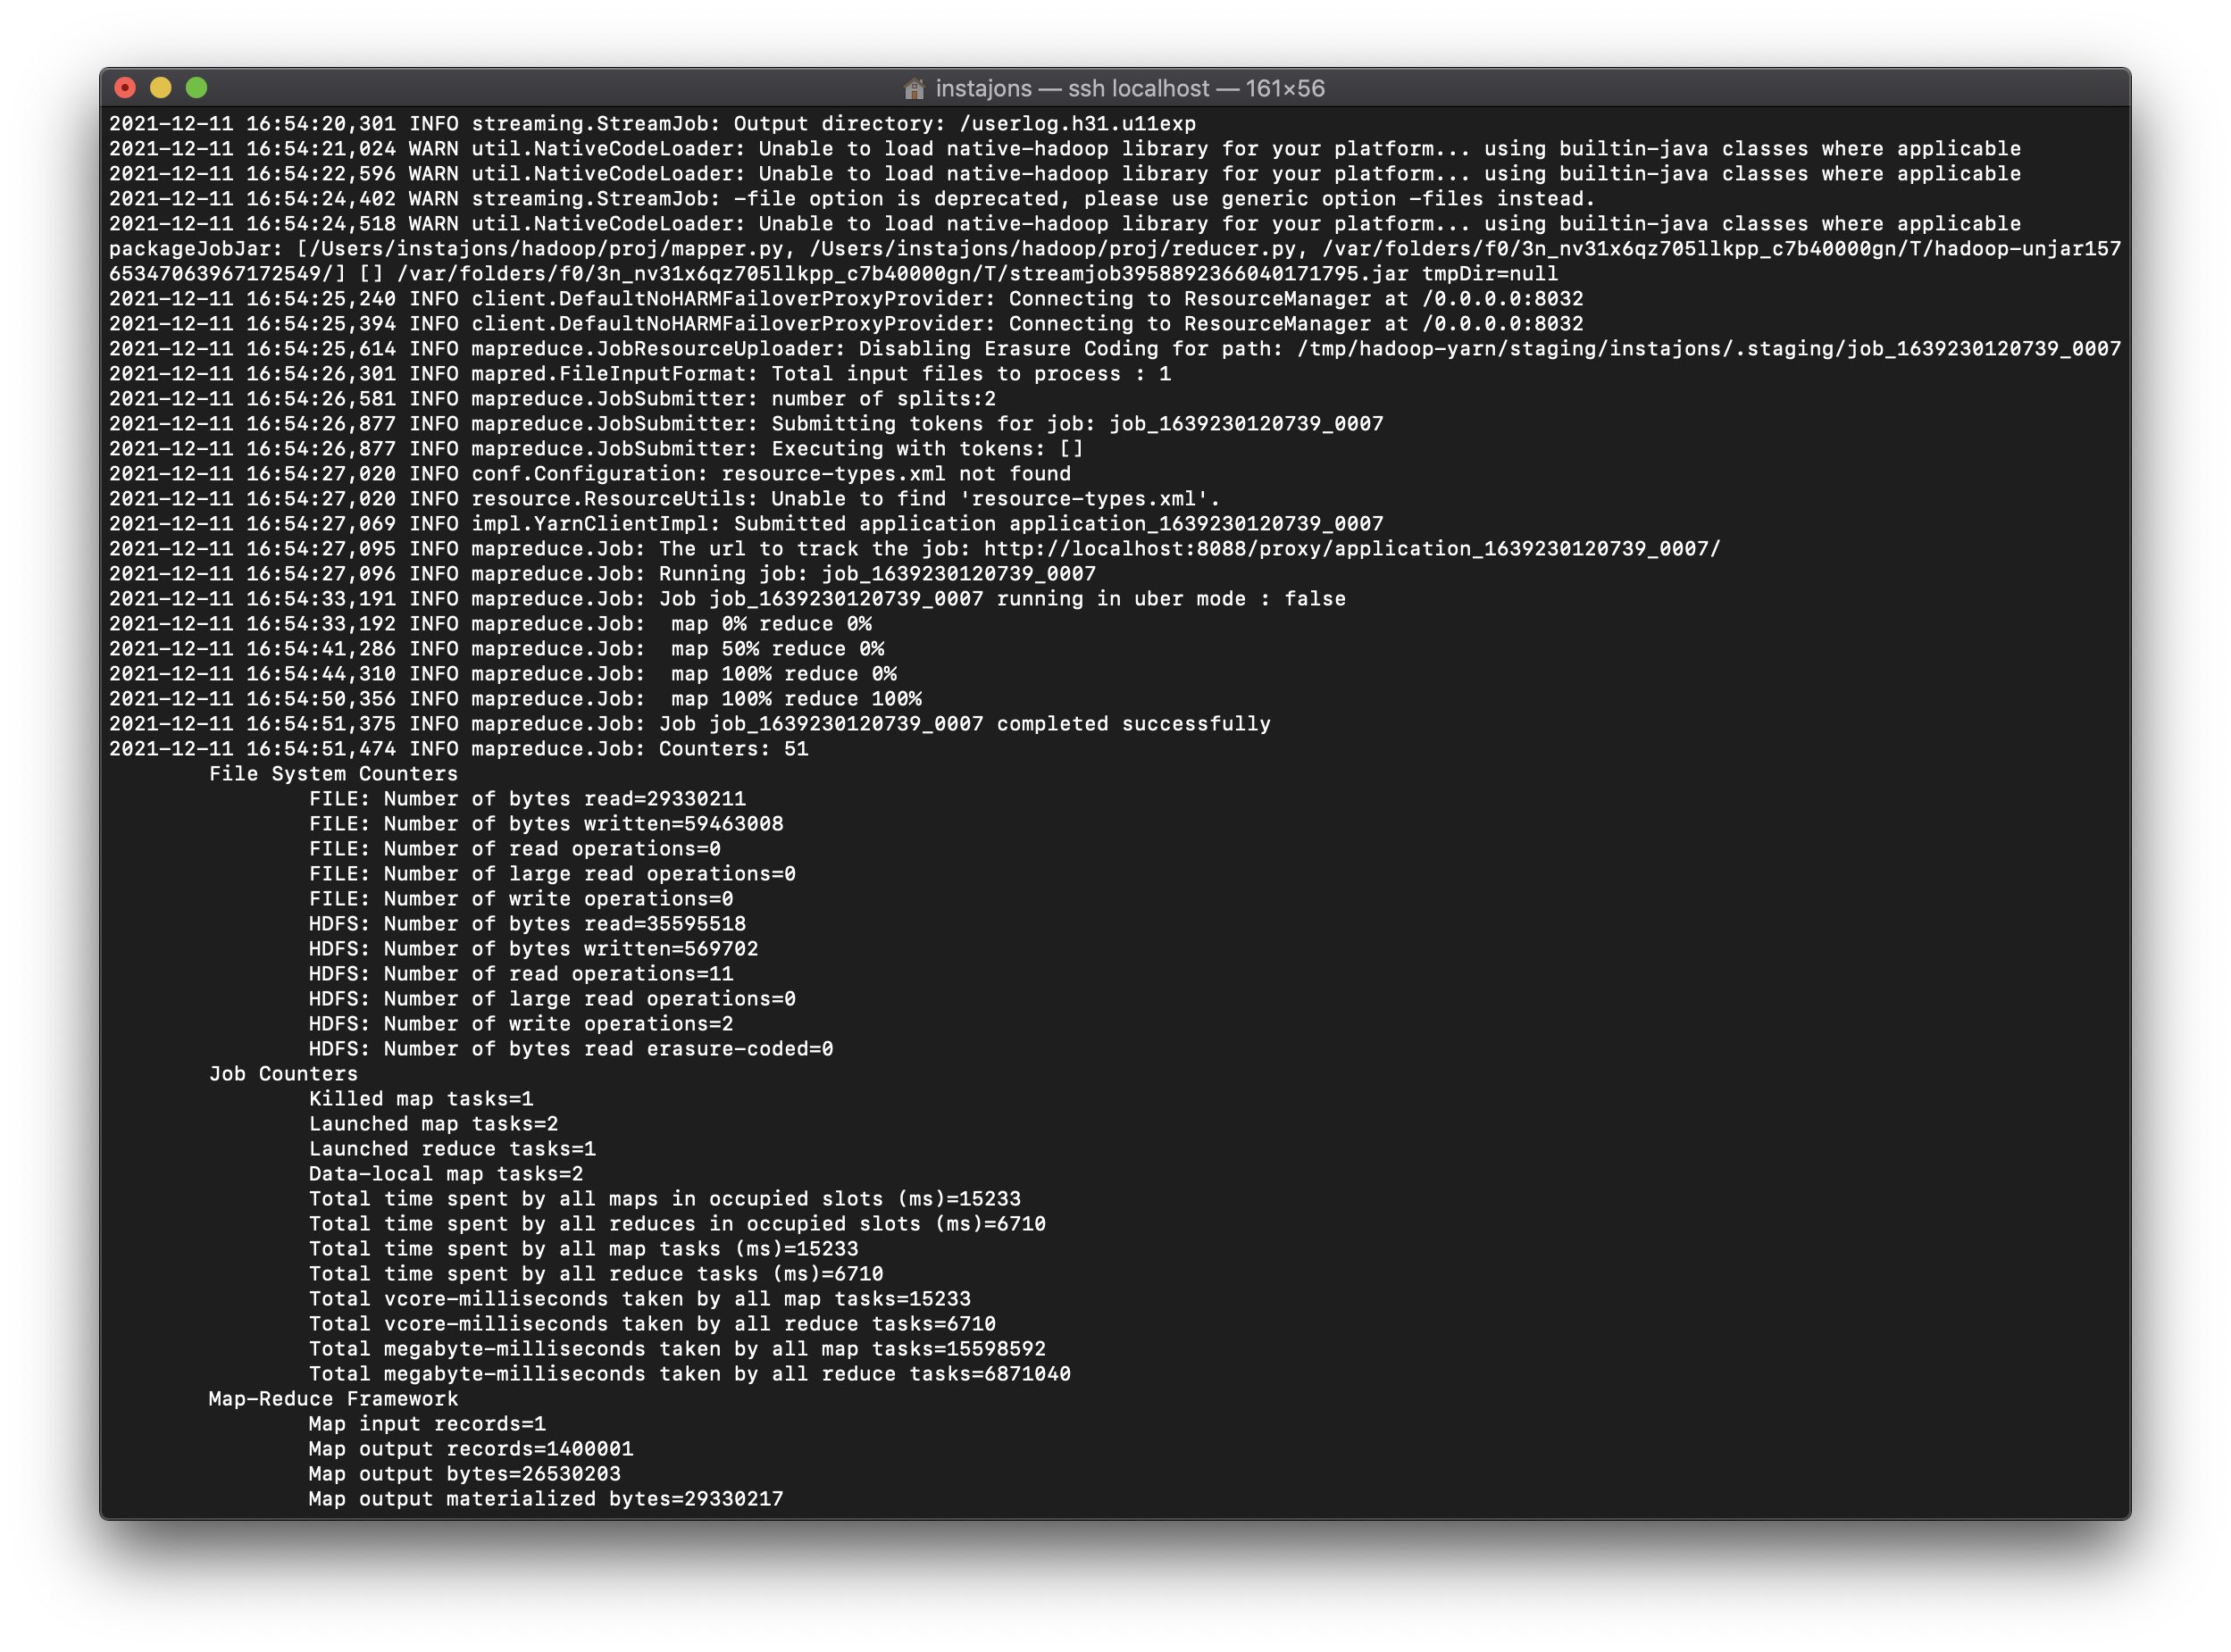 instajons — ssh localhost — 161×56
2021-12-11 16:54:20,301 INFO streaming.StreamJob: Output directory: /userlog.h31.u11exp
2021-12-11 16:54:21,024 WARN util.NativeCodeLoader: Unable to load native-hadoop library for your platform... using builtin-java classes where applicable
2021-12-11 16:54:22,596 WARN util.NativeCodeLoader: Unable to load native-hadoop library for your platform... using builtin-java classes where applicable
2021-12-11 16:54:24,402 WARN streaming.StreamJob: -file option is deprecated, please use generic option -files instead.
2021-12-11 16:54:24,518 WARN util.NativeCodeLoader: Unable to load native-hadoop library for your platform... using builtin-java classes where applicable
packageJobJar: [/Users/instajons/hadoop/proj/mapper.py, /Users/instajons/hadoop/proj/reducer.py, /var/folders/f0/3n_nv31x6qz705llkpp_c7b40000gn/T/hadoop-unjar157
65347063967172549/] [] /var/folders/f0/3n_nv31x6qz705llkpp_c7b40000gn/T/streamjob3958892366040171795.jar tmpDir=null
2021-12-11 16:54:25,240 INFO client.DefaultNoHARMFailoverProxyProvider: Connecting to ResourceManager at /0.0.0.0:8032
2021-12-11 16:54:25,394 INFO client.DefaultNoHARMFailoverProxyProvider: Connecting to ResourceManager at /0.0.0.0:8032
2021-12-11 16:54:25,614 INFO mapreduce.JobResourceUploader: Disabling Erasure Coding for path: /tmp/hadoop-yarn/staging/instajons/.staging/job_1639230120739_0007
2021-12-11 16:54:26,301 INFO mapred.FileInputFormat: Total input files to process : 1
2021-12-11 16:54:26,581 INFO mapreduce.JobSubmitter: number of splits:2
2021-12-11 16:54:26,877 INFO mapreduce.JobSubmitter: Submitting tokens for job: job_1639230120739_0007
2021-12-11 16:54:26,877 INFO mapreduce.JobSubmitter: Executing with tokens: []
2021-12-11 16:54:27,020 INFO conf.Configuration: resource-types.xml not found
2021-12-11 16:54:27,020 INFO resource.ResourceUtils: Unable to find 'resource-types.xml'.
2021-12-11 16:54:27,069 INFO impl.YarnClientImpl: Submitted application application_1639230120739_0007
2021-12-11 16:54:27,095 INFO mapreduce.Job: The url to track the job: http://localhost:8088/proxy/application_1639230120739_0007/
2021-12-11 16:54:27,096 INFO mapreduce.Job: Running job: job_1639230120739_0007
2021-12-11 16:54:33,191 INFO mapreduce.Job: Job job_1639230120739_0007 running in uber mode : false
2021-12-11 16:54:33,192 INFO mapreduce.Job:  map 0% reduce 0%
2021-12-11 16:54:41,286 INFO mapreduce.Job:  map 50% reduce 0%
2021-12-11 16:54:44,310 INFO mapreduce.Job:  map 100% reduce 0%
2021-12-11 16:54:50,356 INFO mapreduce.Job:  map 100% reduce 100%
2021-12-11 16:54:51,375 INFO mapreduce.Job: Job job_1639230120739_0007 completed successfully
2021-12-11 16:54:51,474 INFO mapreduce.Job: Counters: 51
File System Counters
FILE: Number of bytes read=29330211
FILE: Number of bytes written=59463008
FILE: Number of read operations=0
FILE: Number of large read operations=0
FILE: Number of write operations=0
HDFS: Number of bytes read=35595518
HDFS: Number of bytes written=569702
HDFS: Number of read operations=11
HDFS: Number of large read operations=0
HDFS: Number of write operations=2
HDFS: Number of bytes read erasure-coded=0
Job Counters
Killed map tasks=1
Launched map tasks=2
Launched reduce tasks=1
Data-local map tasks=2
Total time spent by all maps in occupied slots (ms)=15233
Total time spent by all reduces in occupied slots (ms)=6710
Total time spent by all map tasks (ms)=15233
Total time spent by all reduce tasks (ms)=6710
Total vcore-milliseconds taken by all map tasks=15233
Total vcore-milliseconds taken by all reduce tasks=6710
Total megabyte-milliseconds taken by all map tasks=15598592
Total megabyte-milliseconds taken by all reduce tasks=6871040
Map-Reduce Framework
Map input records=1
Map output records=1400001
Map output bytes=26530203
Map output materialized bytes=29330217